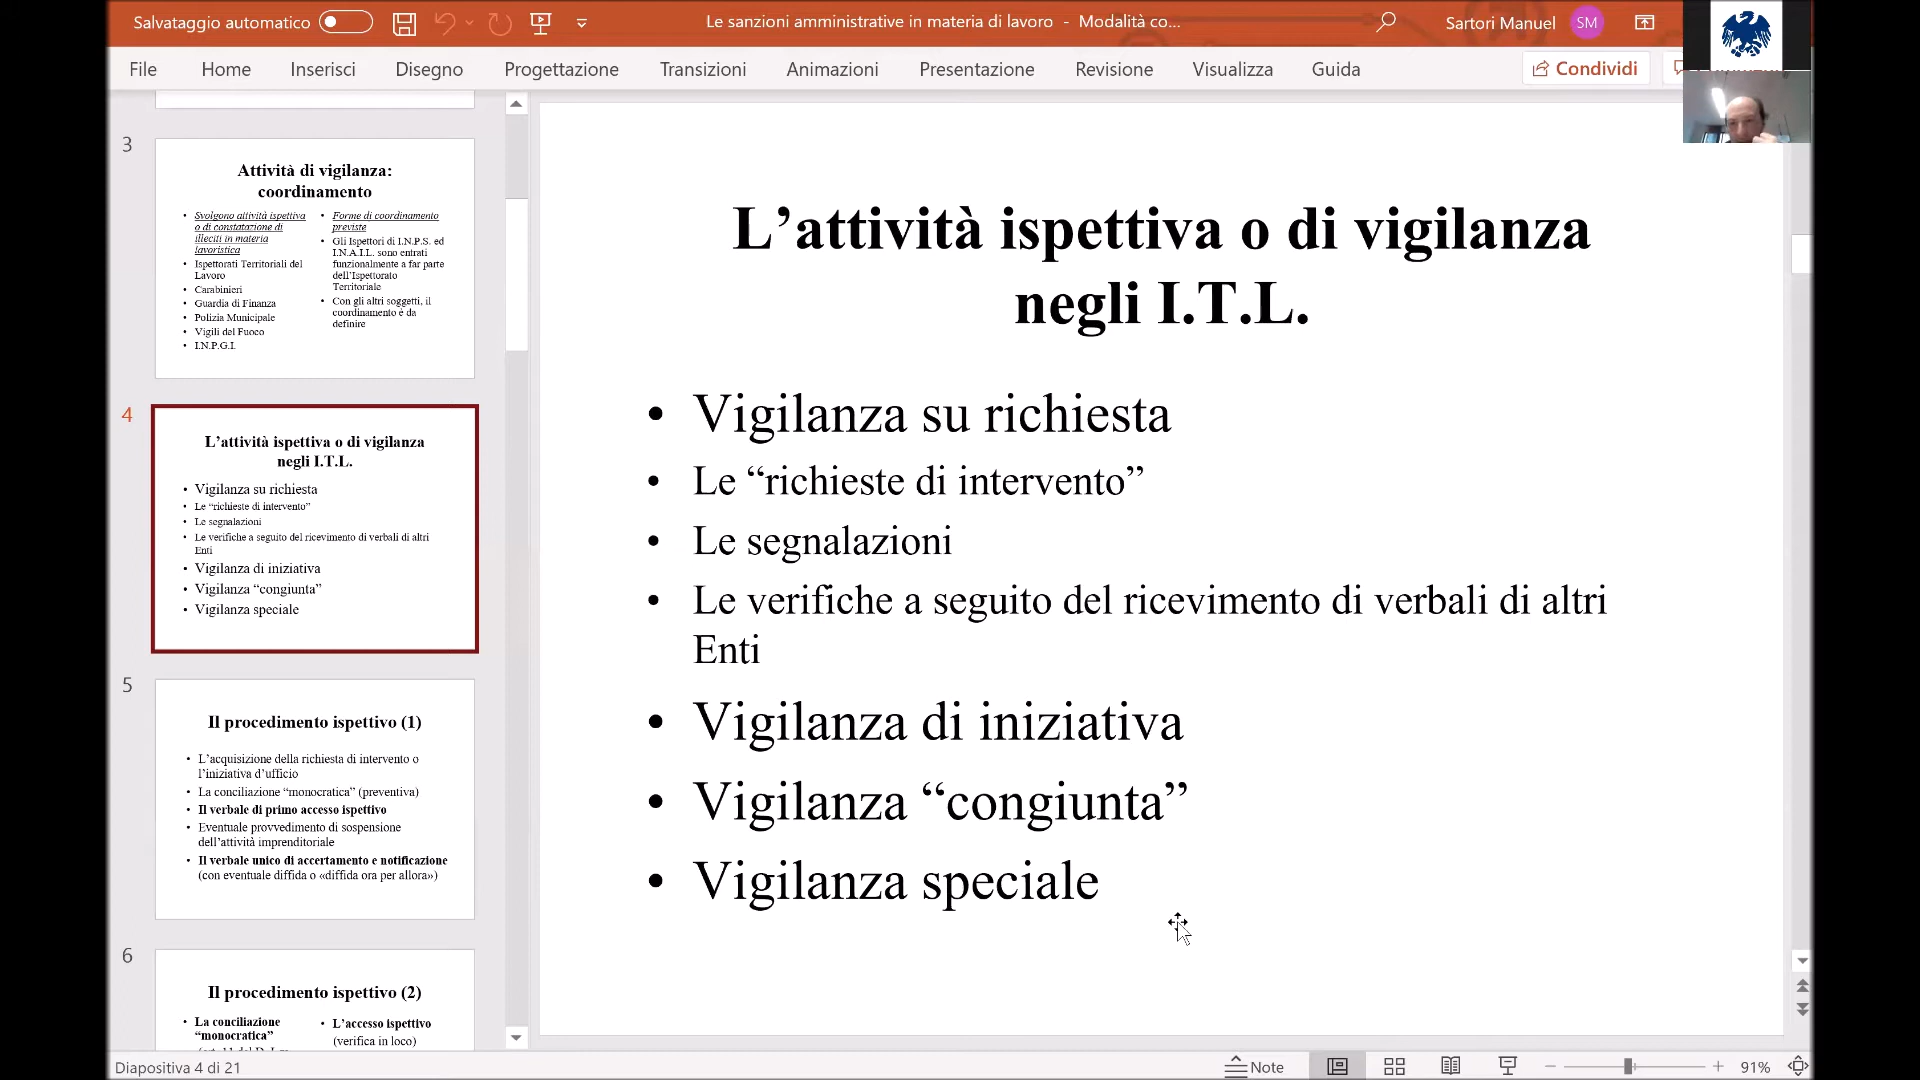 Salvataggio automatico
Le sanzioni amministrative in materia di lavoro - Modalità co...
Sartori Manuel
SM
File
Home
Inserisci
Disegno
Progettazione
Transizioni
Animazioni
Presentazione
Revisione
Visualizza
Guida
Condividi
3
Attività di vigilanza:
coordinamento
• Svolgono attività ispettiva
o di constatazione di
illeciti in materia
lavoristica
• Ispettorati Territoriali del
Lavoro
• Carabinieri
• Guardia di Finanza
• Polizia Municipale
• Vigili del Fuoco
• I.N.P.G.I.
• Forme di coordinamento
previste
• Gli Ispettori di I.N.P.S. ed
I.N.A.I.L. sono entrati
funzionalmente a far parte
dell’Ispettorato
Territoriale
• Con gli altri soggetti, il
coordinamento è da
definire
4
L’attività ispettiva o di vigilanza
negli I.T.L.
• Vigilanza su richiesta
• Le “richieste di intervento”
• Le segnalazioni
• Le verifiche a seguito del ricevimento di verbali di altri
Enti
• Vigilanza di iniziativa
• Vigilanza “congiunta”
• Vigilanza speciale
5
Il procedimento ispettivo (1)
• L’acquisizione della richiesta di intervento o
l’iniziativa d’ufficio
• La conciliazione “monocratica” (preventiva)
• Il verbale di primo accesso ispettivo
• Eventuale provvedimento di sospensione
dell’attività imprenditoriale
• Il verbale unico di accertamento e notificazione
(con eventuale diffida o «diffida ora per allora»)
6
Il procedimento ispettivo (2)
• La conciliazione
“monocratica”
• L’accesso ispettivo
(verifica in loco)
L’attività ispettiva o di vigilanza
negli I.T.L.
• Vigilanza su richiesta
• Le “richieste di intervento”
• Le segnalazioni
• Le verifiche a seguito del ricevimento di verbali di altri
Enti
• Vigilanza di iniziativa
• Vigilanza “congiunta”
• Vigilanza speciale
Diapositiva 4 di 21
Note
91%